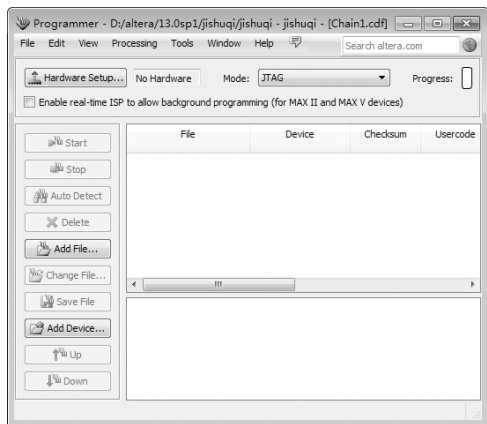 Programmer - D:/altera/13.0sp1/jishuqi/jishuqi - jishuqi - [Chain1.cdf]
File Edit View Processing Tools Window Help Search altera.com
Hardware Setup... No Hardware Mode: JTAG Progress:
Enable real-time ISP to allow background programming (for MAX II and MAX V devices)
File Device Checksum Usercode
Start
Stop
Auto Detect
Delete
Add File...
Change File...
Save File
Add Device...
Up
Down